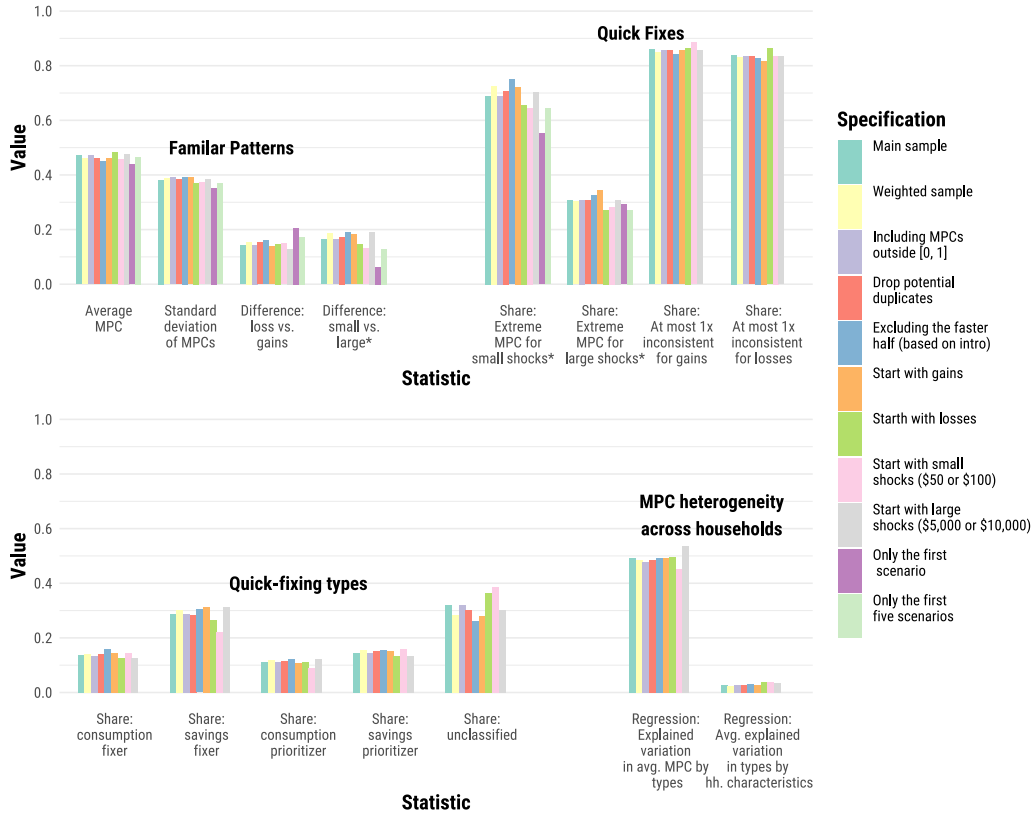 1.0
0.8
0.6
0.4
0.2
0.0
Value
Familar Patterns
Quick Fixes
Average
MPC
Standard
deviation
of MPCs
Difference:
loss vs.
gains
Difference:
small vs.
large*
Share:
Extreme
MPC for
small shocks*
Share:
Extreme
MPC for
large shocks*
Share:
At most 1x
inconsistent
for gains
Share:
At most 1x
inconsistent
for losses
Statistic
1.0
0.8
0.6
0.4
0.2
0.0
Value
Quick-fixing types
MPC heterogeneity
across households
Share:
consumption
fixer
Share:
savings
fixer
Share:
consumption
prioritizer
Share:
savings
prioritizer
Share:
unclassified
Regression:
Explained
variation
in avg. MPC by
types
Regression:
Avg. explained
variation
in types by
hh. characteristics
Statistic
Specification
Main sample
Weighted sample
Including MPCs
outside [0, 1]
Drop potential
duplicates
Excluding the faster
half (based on intro)
Start with gains
Starth with losses
Start with small
shocks ($50 or $100)
Start with large
shocks ($5,000 or $10,000)
Only the first
scenario
Only the first
five scenarios